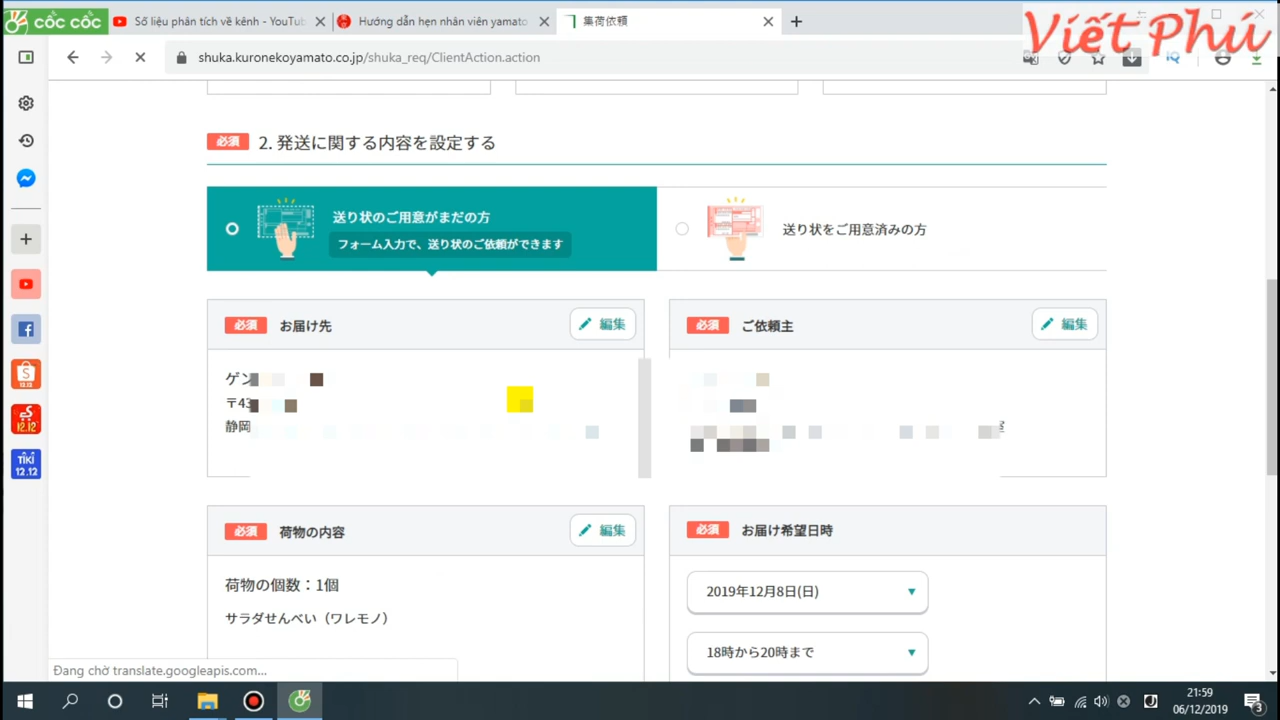 cốc cốc
Số liệu phân tích về kênh - YouTu
Hướng dẫn hẹn nhân viên yamato
集荷依頼
Viết Phú
shuka.kuronekoyamato.co.jp/shuka_req/ClientAction.action
必須 2. 発送に関する内容を設定する
送り状のご用意がまだの方
フォーム入力で、送り状のご依頼ができます
送り状をご用意済みの方
必須 お届け先 編集
必須 ご依頼主 編集
ゲン
〒43
静岡
必須 荷物の内容 編集
必須 お届け希望日時
荷物の個数：1個
サラダせんべい（ワレモノ）
2019年12月8日(日)
18時から20時まで
12.12
TIKI
12.12
Đang chờ translate.googleapis.com...
21:59
06/12/2019
3